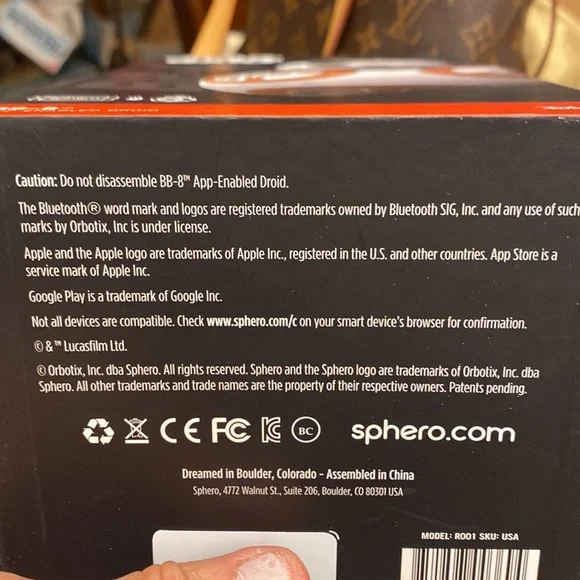 Caution: Do not disassemble BB-8™ App-Enabled Droid.
The Bluetooth® word mark and logos are registered trademarks owned by Bluetooth SIG, Inc. and any use of such
marks by Orbotix, Inc is under license.
Apple and the Apple logo are trademarks of Apple Inc., registered in the U.S. and other countries. App Store is a
service mark of Apple Inc.
Google Play is a trademark of Google Inc.
Not all devices are compatible. Check www.sphero.com/c on your smart device's browser for confirmation.
© & ™ Lucasfilm Ltd.
© Orbotix, Inc. dba Sphero. All rights reserved. Sphero and the Sphero logo are trademarks of Orbotix, Inc. dba
Sphero. All other trademarks and trade names are the property of their respective owners. Patents pending.
CE FC KC BC sphero.com
Dreamed in Boulder, Colorado - Assembled in China
Sphero, 4772 Walnut St., Suite 206, Boulder, CO 80301 USA
MODEL: R001 SKU: USA